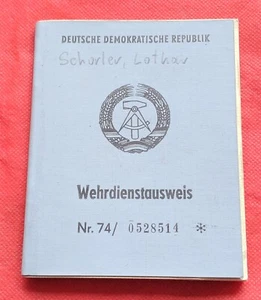 DEUTSCHE DEMOKRATISCHE REPUBLIK
Scharler, Lothar
Wehrdienstausweis
Nr. 74/ 0528514 *